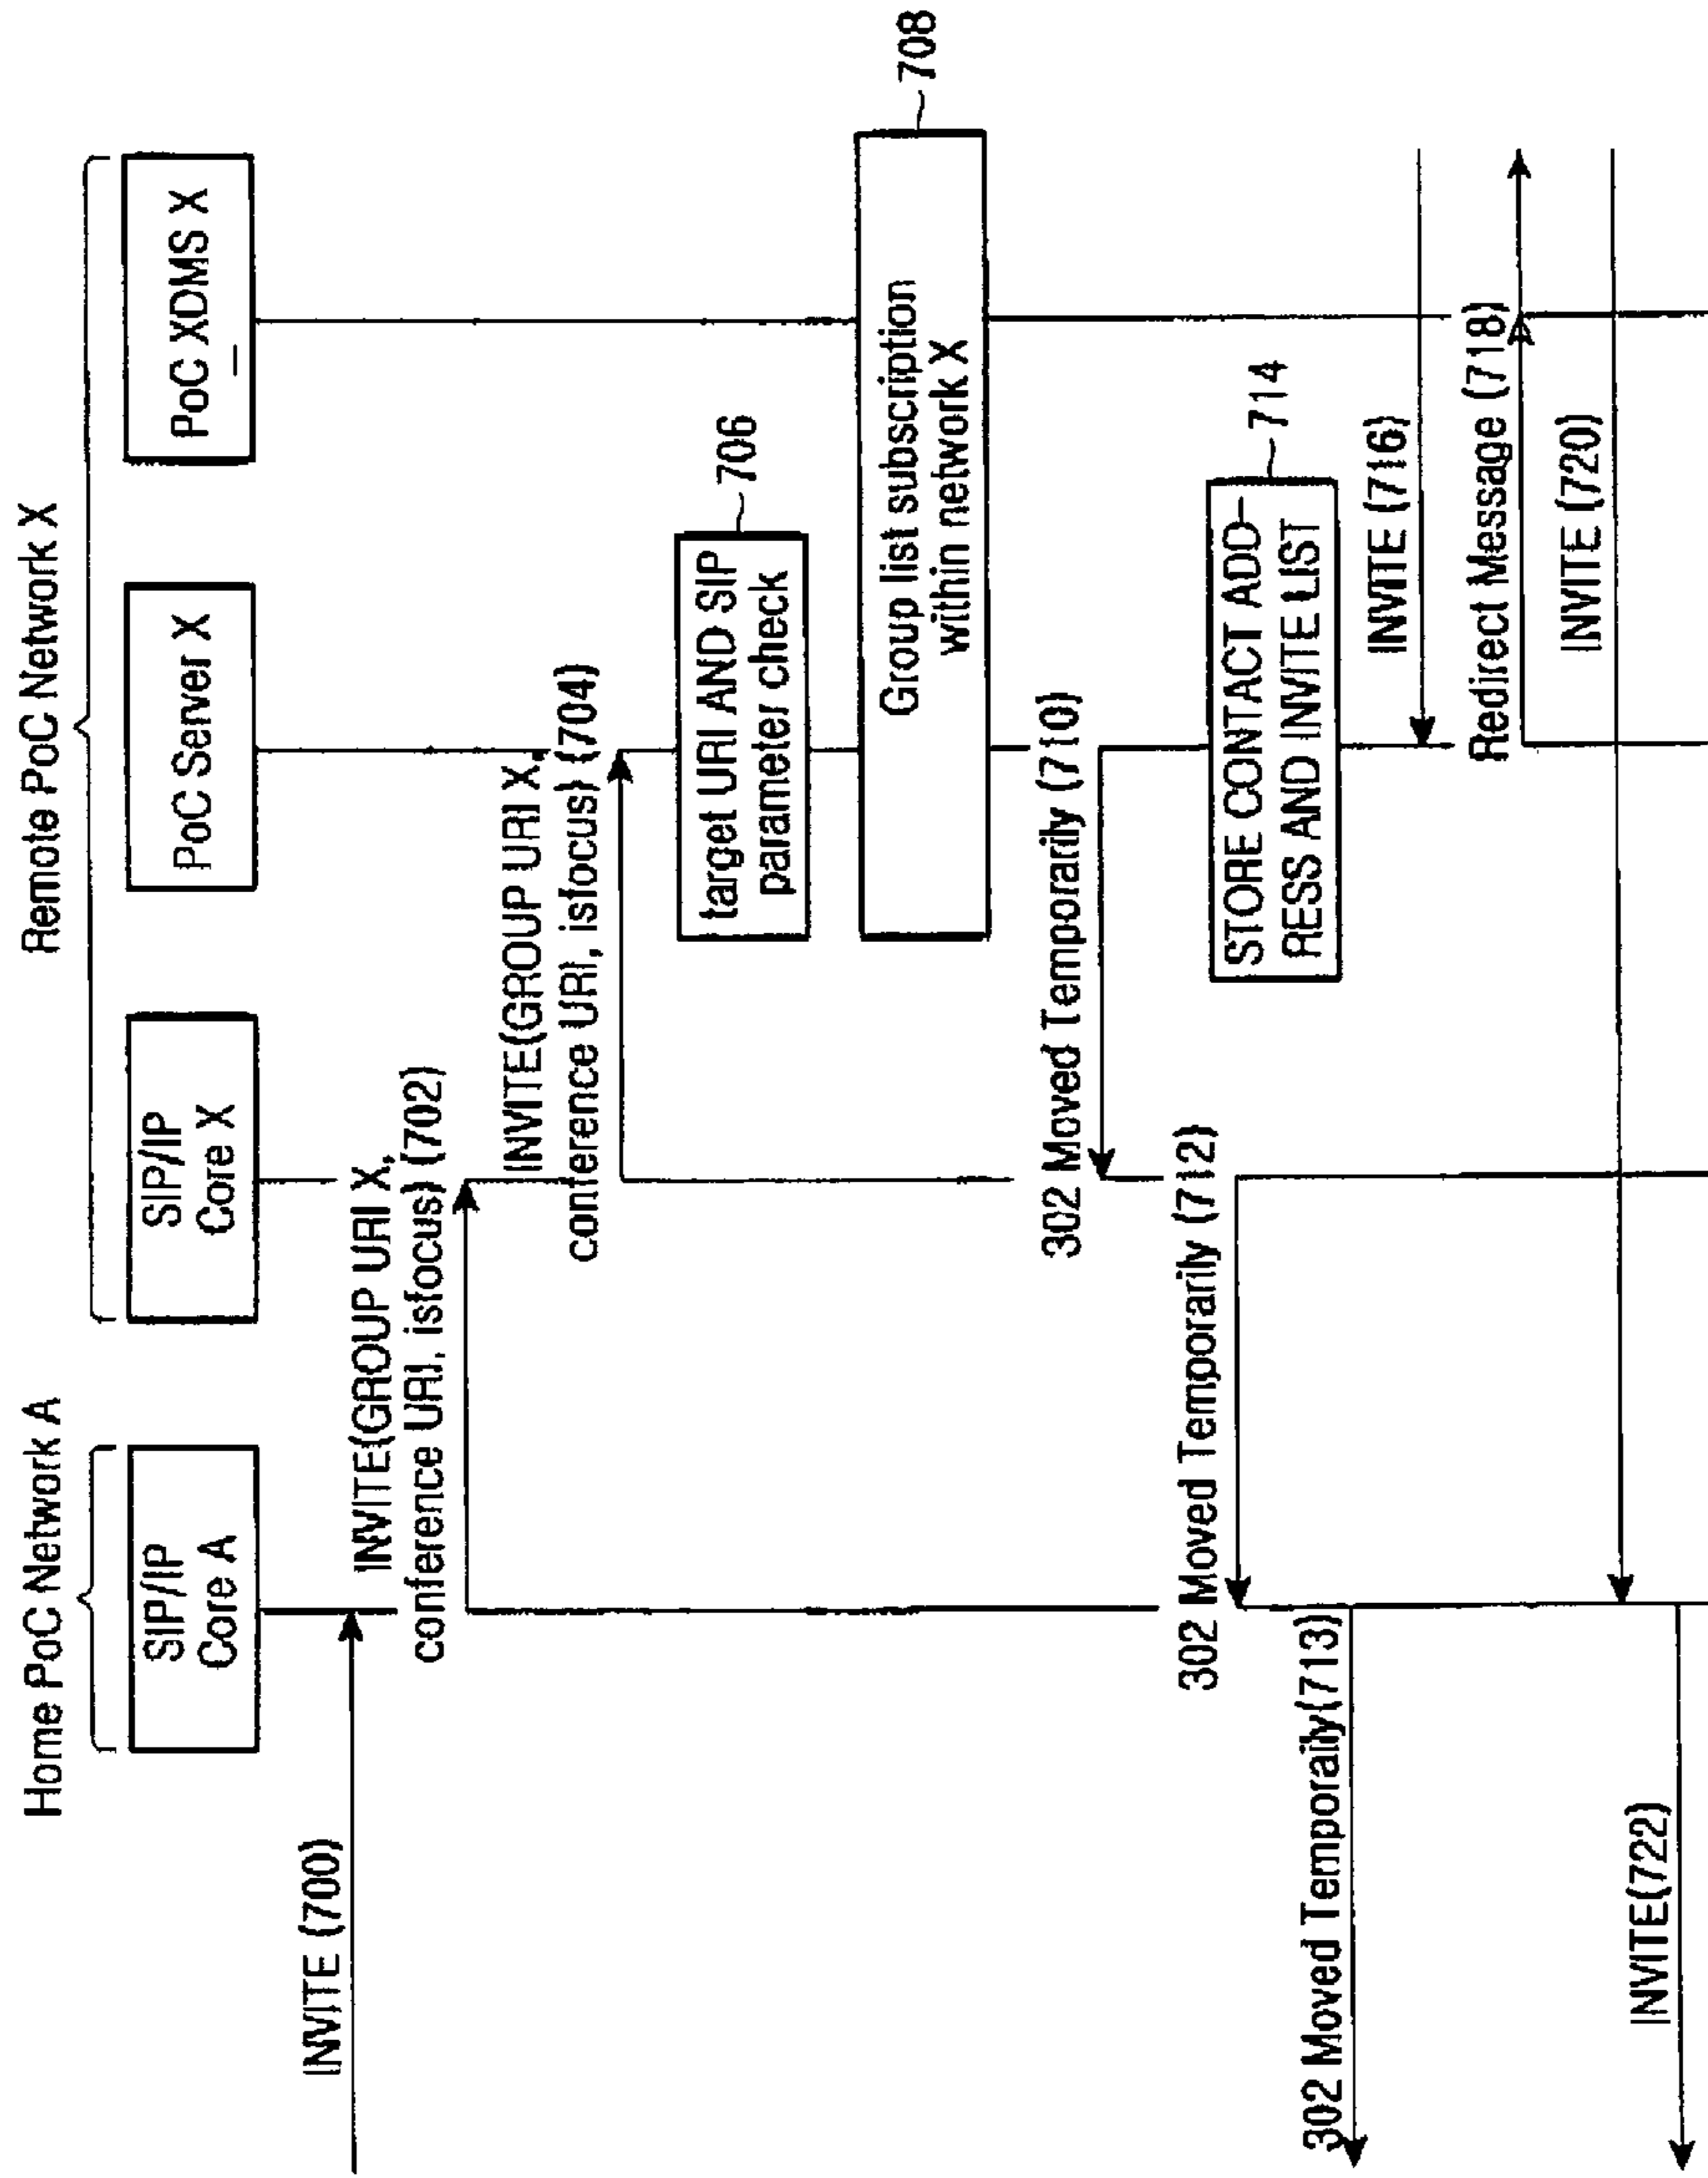 Home PoC Network A
Remote PoC Network X
SIP/IP
Core A
SIP/IP
Core X
PoC Server X
PoC XDMS X
INVITE (700)
INVITE(GROUP URI X,
conference URI, isfocus) (702)
INVITE(GROUP URI X,
conference URI, isfocus) (704)
target URI AND SIP
parameter check
706
Group list subscription
within network X
708
302 Moved Temporarily (710)
302 Moved Temporarily (712)
302 Moved Temporaily(713)
STORE CONTACT ADD-
RESS AND INVITE LIST
714
INVITE (716)
Redirect Message (718)
INVITE (720)
INVITE(722)